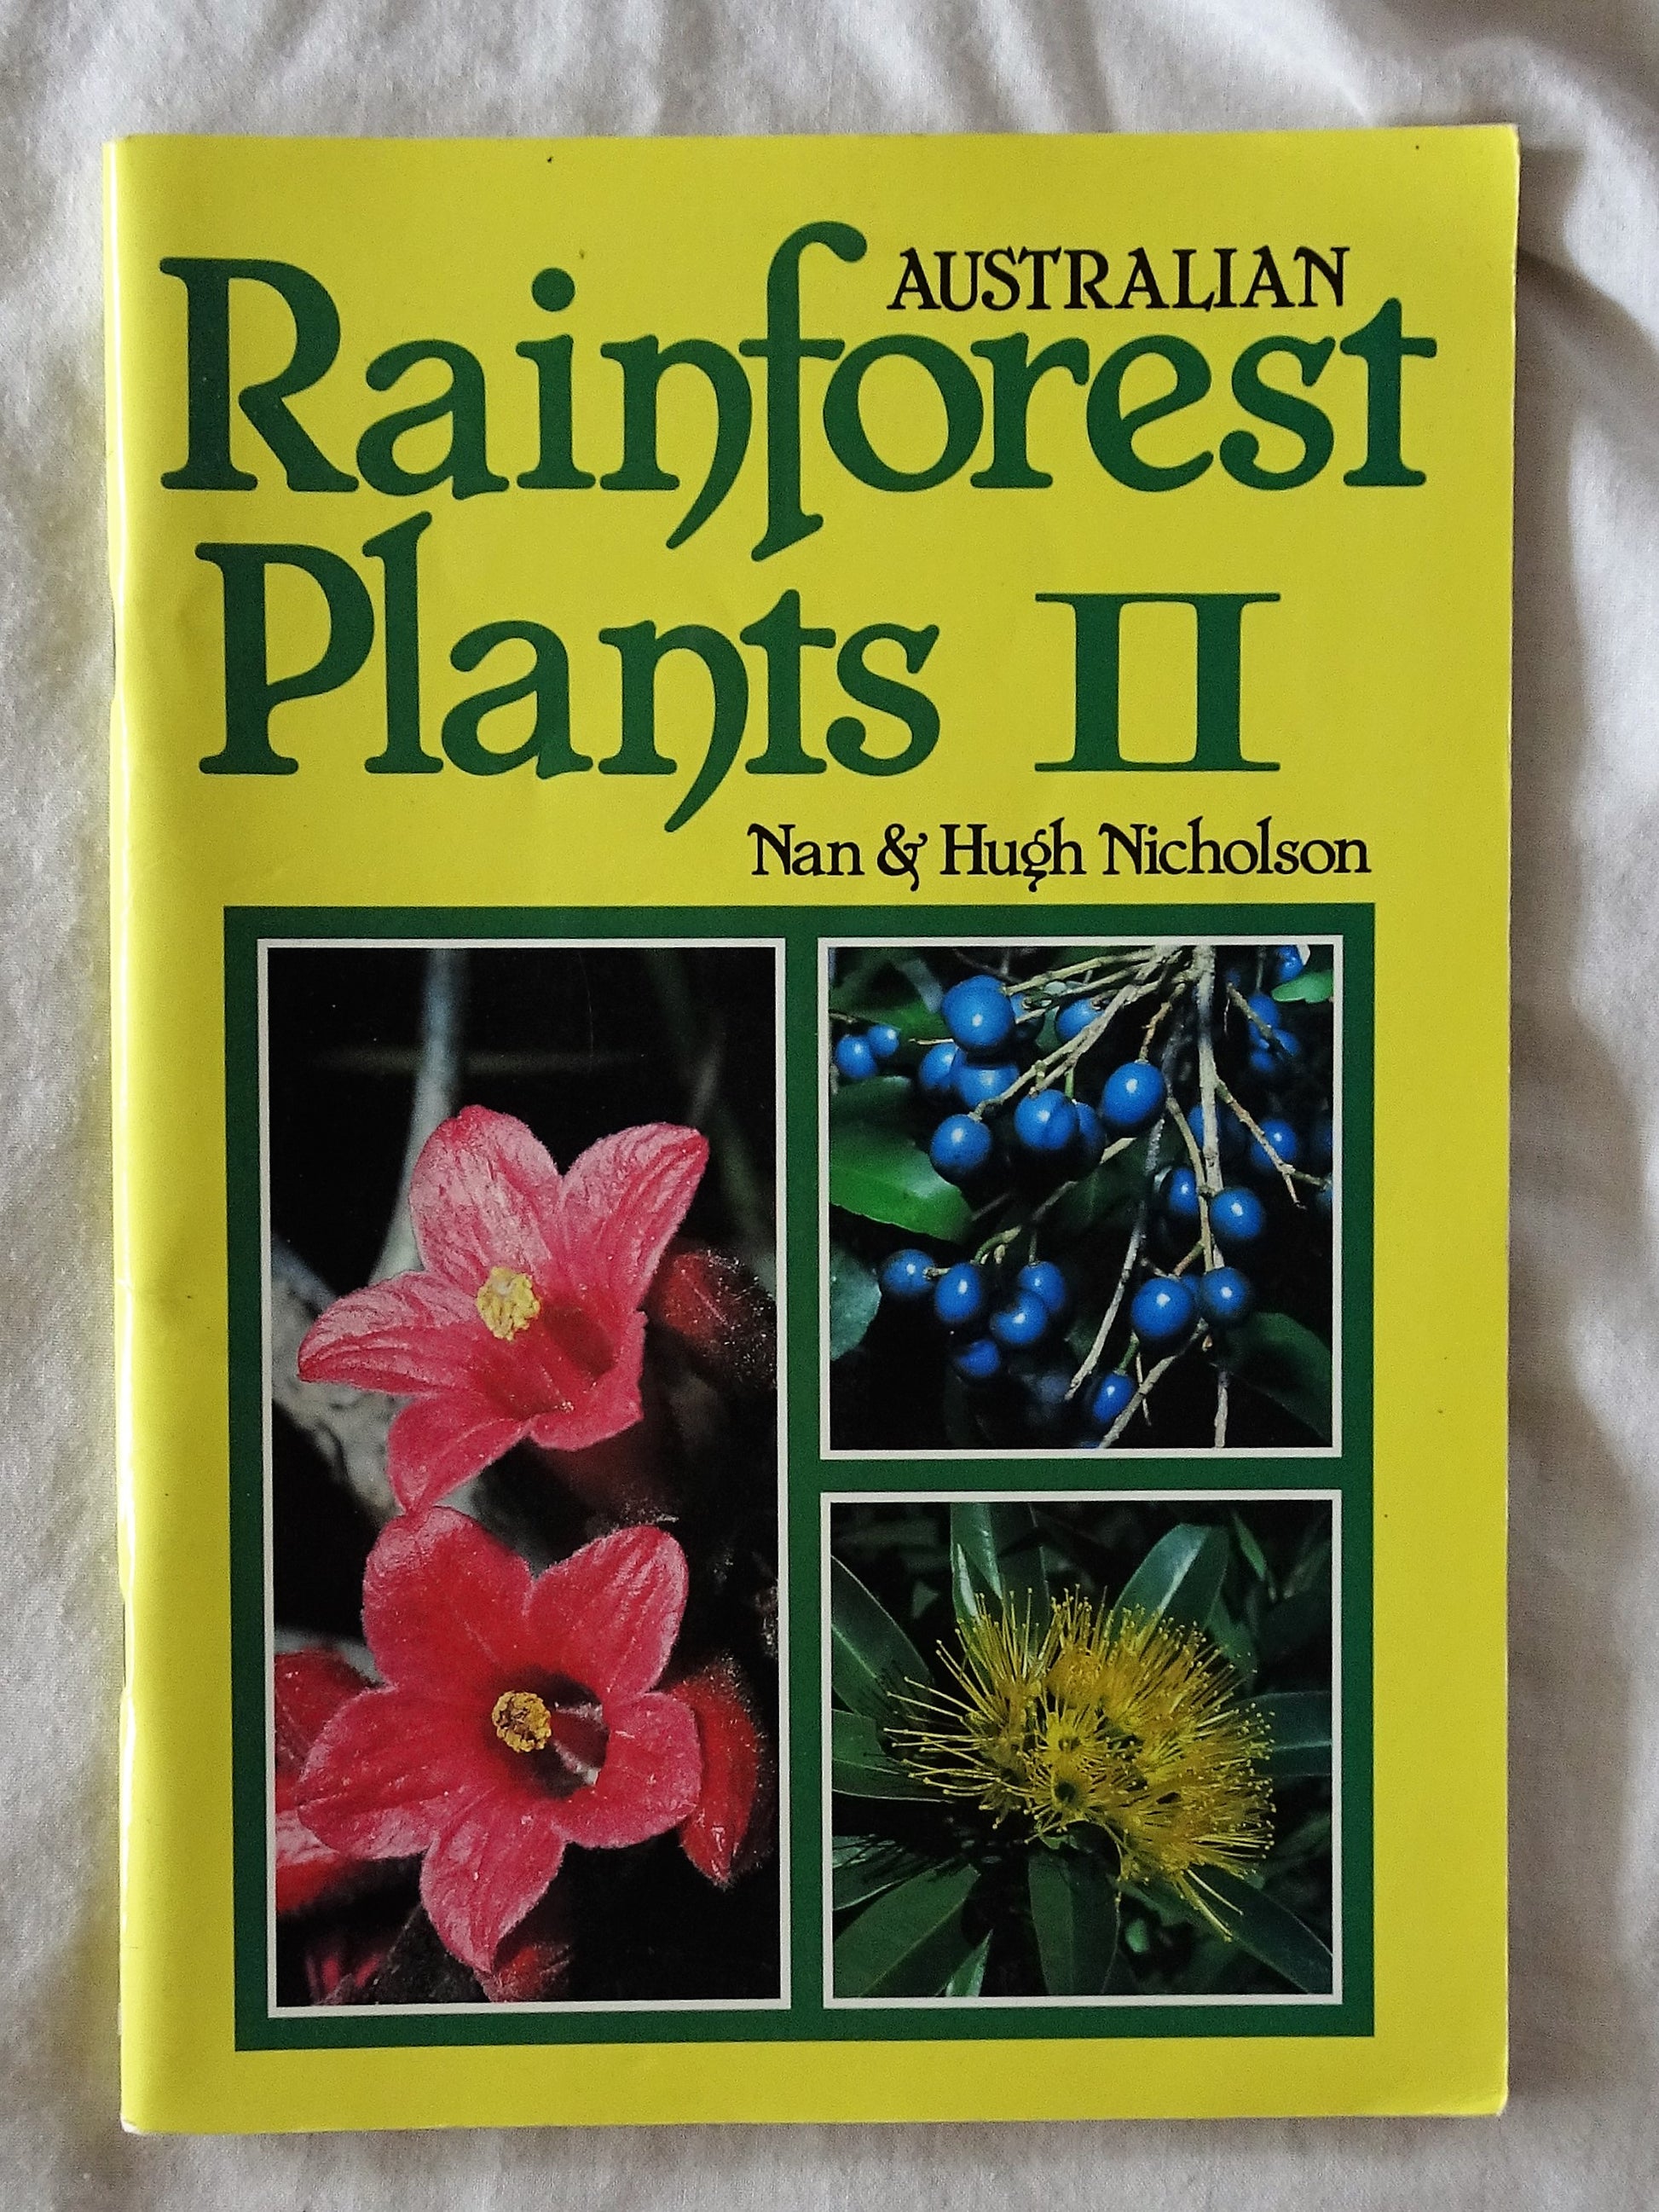 AUSTRALIAN
Rainforest
Plants II
Nan & Hugh Nicholson